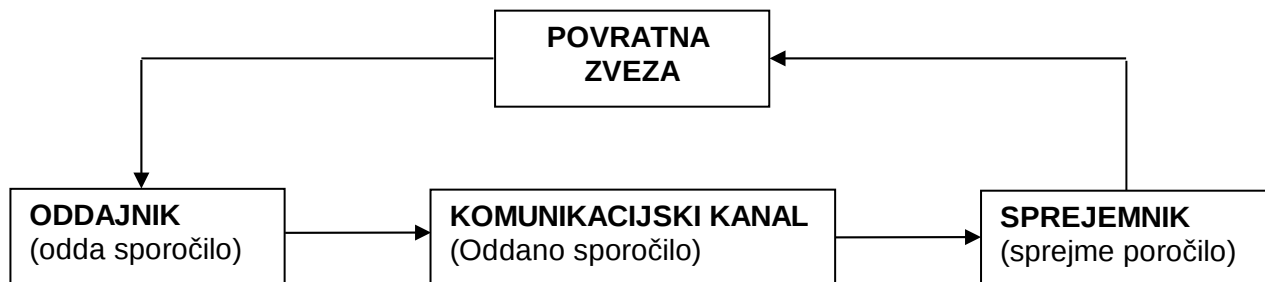 POVRATNA
ZVEZA
ODDAJNIK
(odda sporočilo)
KOMUNIKACIJSKI KANAL
(Oddano sporočilo)
SPREJEMNIK
(sprejme poročilo)